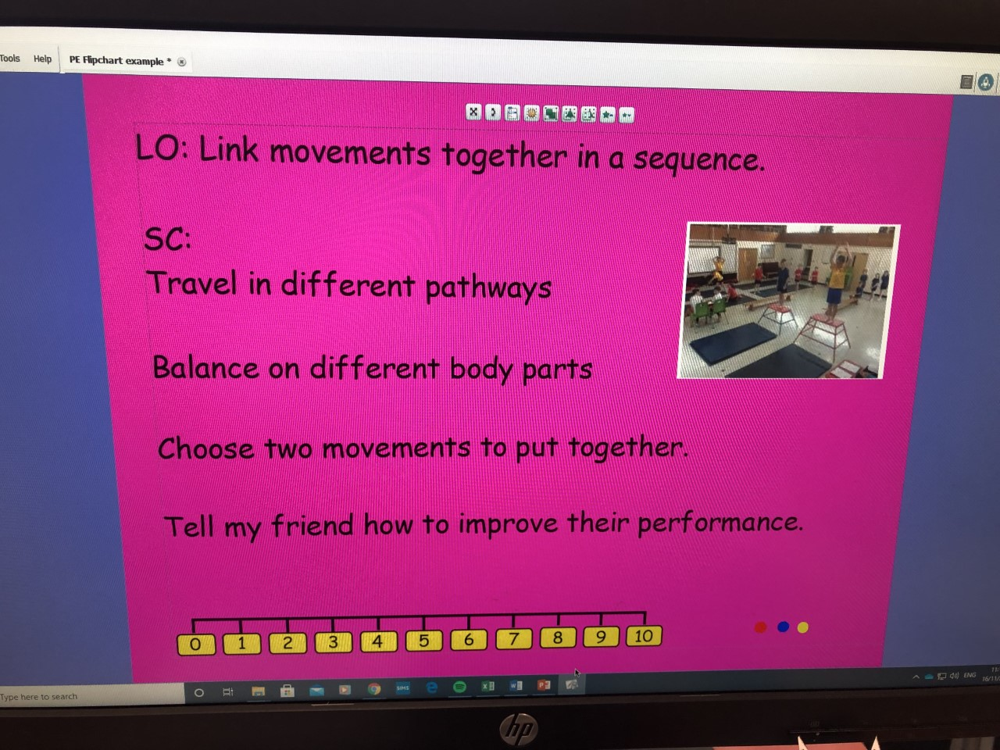 Tools Help PE Flipchart example *
LO: Link movements together in a sequence.
SC:
Travel in different pathways
Balance on different body parts
Choose two movements to put together.
Tell my friend how to improve their performance.
0 1 2 3 4 5 6 7 8 9 10
Type here to search
SIMS
ENG
hp